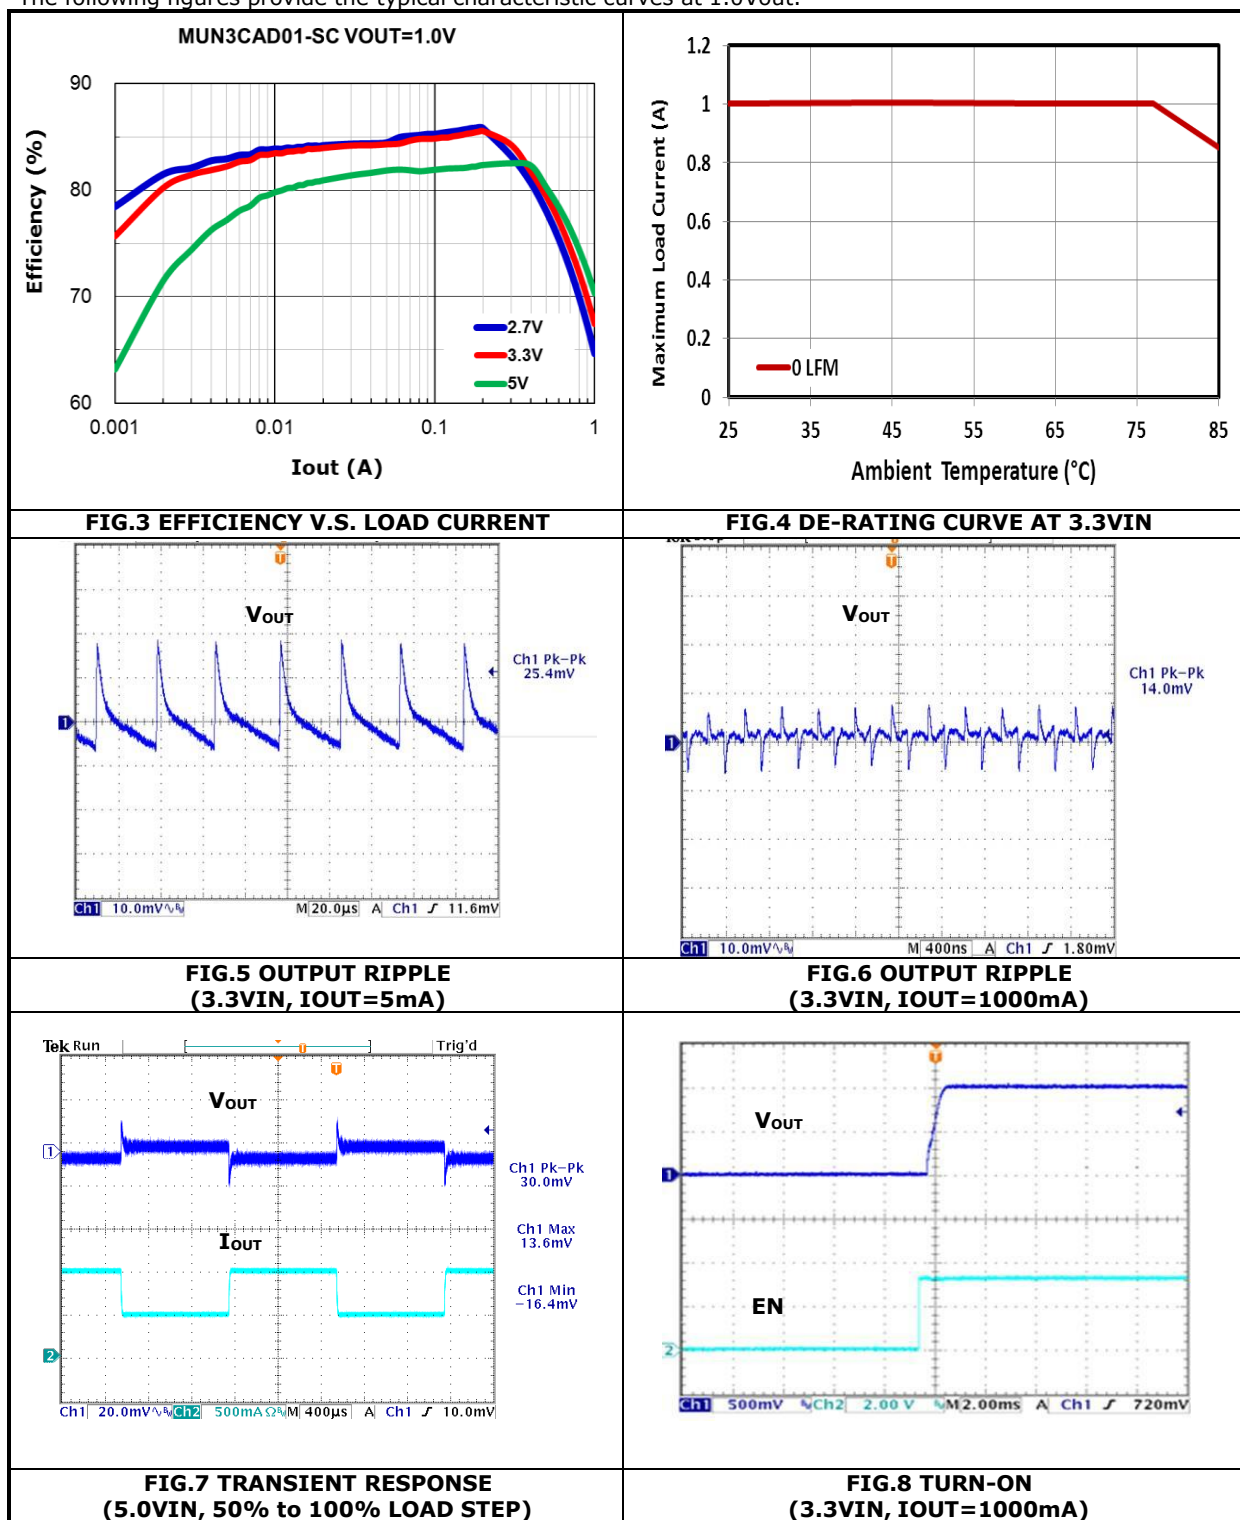 The following figures provide the typical characteristic curves at 1.0Vout.
MUN3CAD01-SC VOUT=1.0V
Efficiency (%)
90
80
70
60
2.7V
3.3V
5V
0.001
0.01
0.1
1
Iout (A)
Maximum Load Current (A)
1.2
1
0.8
0.6
0.4
0.2
0
0 LFM
25
35
45
55
65
75
85
Ambient Temperature (°C)
FIG.3 EFFICIENCY V.S. LOAD CURRENT
FIG.4 DE-RATING CURVE AT 3.3VIN
T
VOUT
Ch1 Pk-Pk
25.4mV
1
Ch1 10.0mV M 20.0µs A Ch1 11.6mV
T
VOUT
Ch1 Pk-Pk
14.0mV
1
Ch1 10.0mV M 400ns A Ch1 1.80mV
FIG.5 OUTPUT RIPPLE
(3.3VIN, IOUT=5mA)
FIG.6 OUTPUT RIPPLE
(3.3VIN, IOUT=1000mA)
Tek Run Trig'd
T
VOUT
1
Ch1 Pk-Pk
30.0mV
Ch1 Max
13.6mV
IOUT
Ch1 Min
-16.4mV
2
Ch1 20.0mV Ch2 500mAΩ M 400µs A Ch1 10.0mV
T
VOUT
1
EN
2
Ch1 500mV Ch2 2.00 V M 2.00ms A Ch1 720mV
FIG.7 TRANSIENT RESPONSE
(5.0VIN, 50% to 100% LOAD STEP)
FIG.8 TURN-ON
(3.3VIN, IOUT=1000mA)